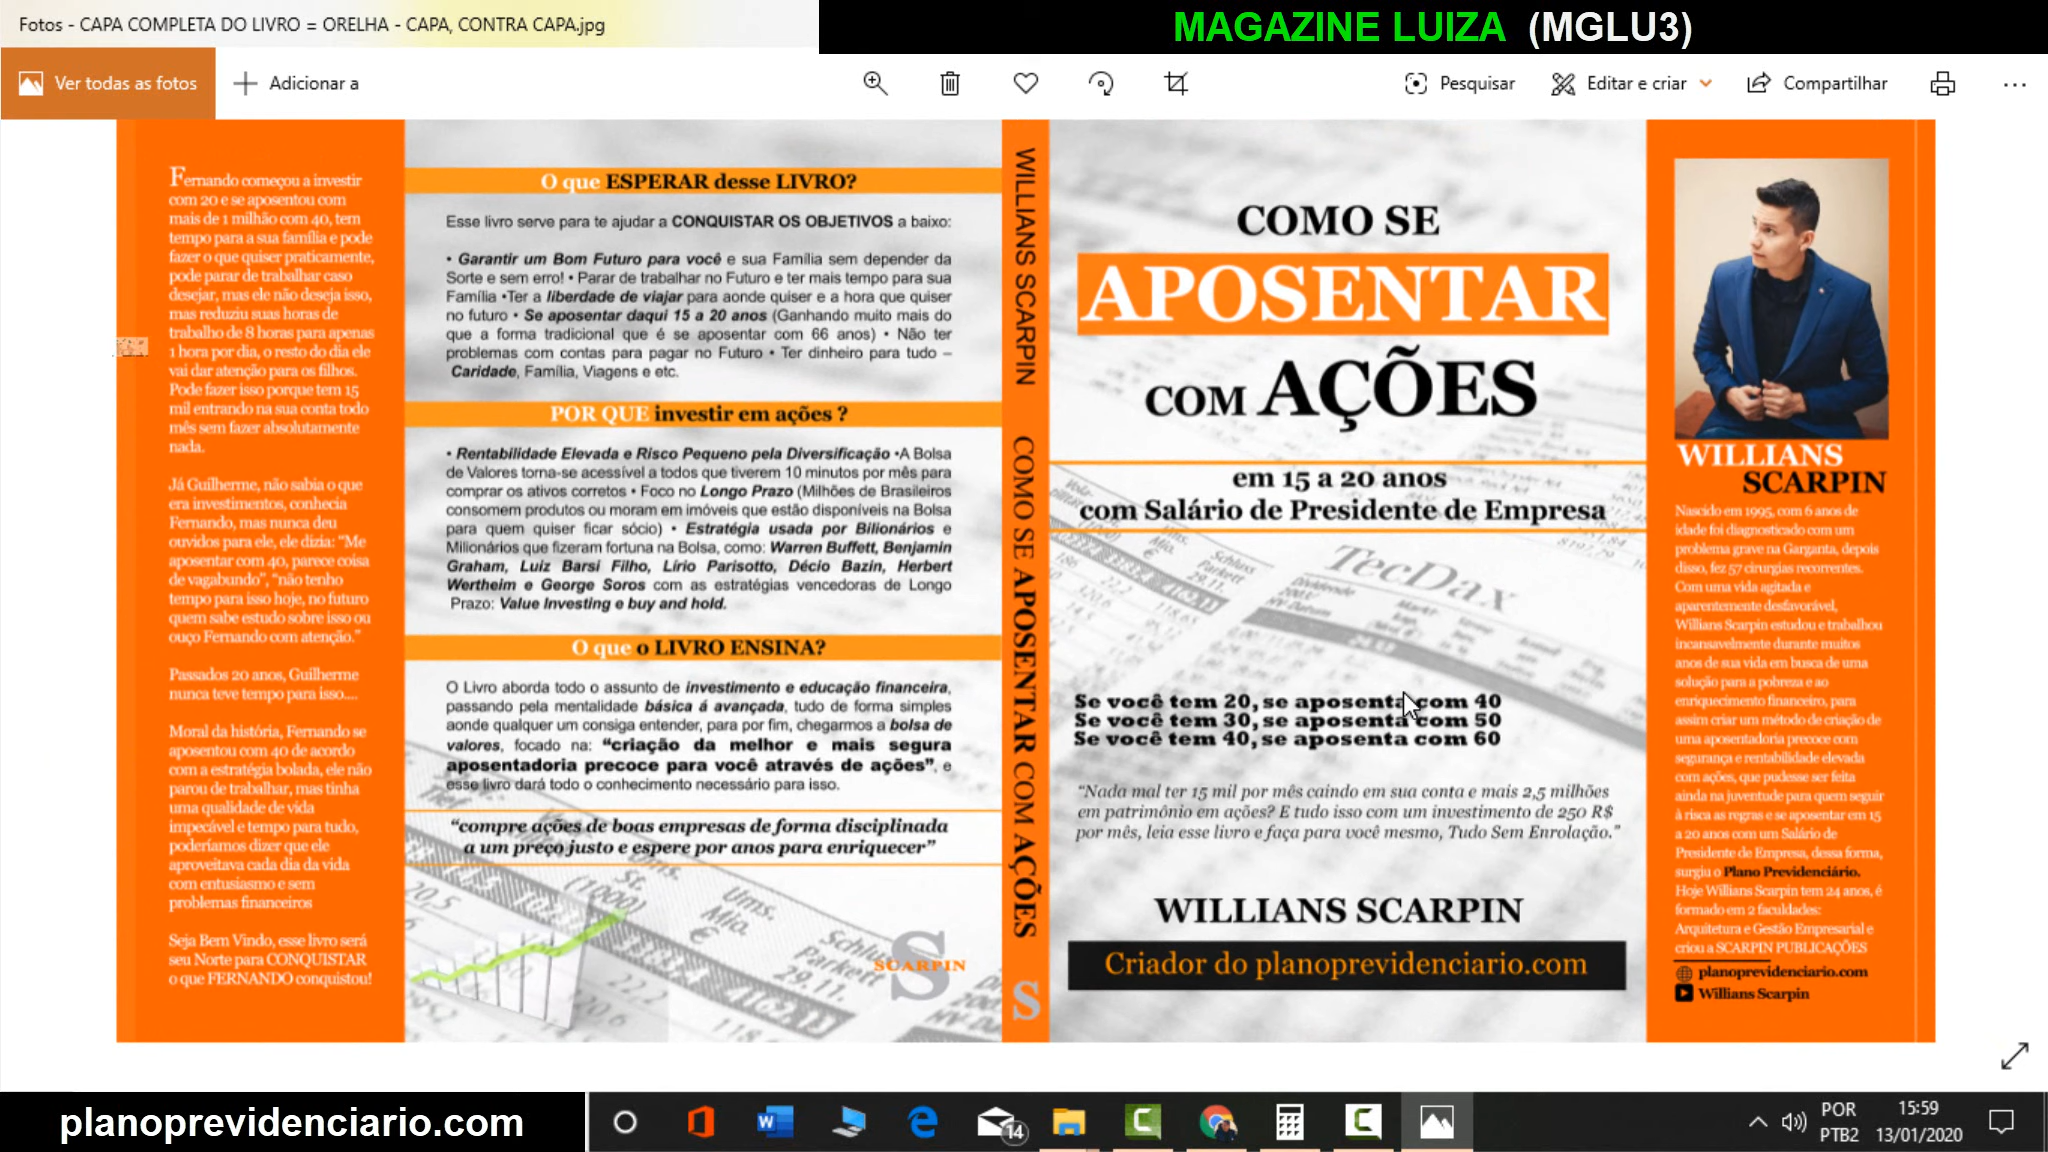 Fotos - CAPA COMPLETA DO LIVRO = ORELHA - CAPA, CONTRA CAPA.jpg
MAGAZINE LUIZA (MGLU3)
Ver todas as fotos
Adicionar a
Pesquisar
Editar e criar
Compartilhar
Fernando começou a investir
com 20 e se aposentou com
mais de 1 milhão com 40, tem
tempo para a sua família e pode
fazer o que quiser praticamente,
pode parar de trabalhar caso
desejar, mas ele não deseja isso,
mas reduziu suas horas de
trabalho de 8 horas para apenas
1 hora por dia, o resto do dia ele
vai dar atenção para os filhos.
Pode fazer isso porque tem 15
mil entrando na sua conta todo
mês sem fazer absolutamente
nada.
Já Guilherme, não sabia o que
era investimentos, conhecia
Fernando, mas nunca deu
ouvidos para ele, ele dizia: “Me
aposentar com 40, parece coisa
de vagabundo”, “não tenho
tempo para isso hoje, no futuro
quem sabe estudo sobre isso ou
ouço Fernando com atenção.”
Passados 20 anos, Guilherme
nunca teve tempo para isso....
Moral da história, Fernando se
aposentou com 40 de acordo
com a estratégia bolada, ele não
parou de trabalhar, mas tinha
uma qualidade de vida
impecável e tempo para tudo,
poderíamos dizer que ele
aproveitava cada dia da vida
com entusiasmo e sem
problemas financeiros
Seja Bem Vindo, esse livro será
seu Norte para CONQUISTAR
o que FERNANDO conquistou!
O que ESPERAR desse LIVRO?
Esse livro serve para te ajudar a CONQUISTAR OS OBJETIVOS a baixo:
• Garantir um Bom Futuro para você e sua Família sem depender da
Sorte e sem erro! • Parar de trabalhar no Futuro e ter mais tempo para sua
Família •Ter a liberdade de viajar para aonde quiser e a hora que quiser
no futuro • Se aposentar daqui 15 a 20 anos (Ganhando muito mais do
que a forma tradicional que é se aposentar com 66 anos) • Não ter
problemas com contas para pagar no Futuro • Ter dinheiro para tudo –
Caridade, Família, Viagens e etc.
POR QUE investir em ações ?
• Rentabilidade Elevada e Risco Pequeno pela Diversificação •A Bolsa
de Valores torna-se acessível a todos que tiverem 10 minutos por mês para
comprar os ativos corretos • Foco no Longo Prazo (Milhões de Brasileiros
consomem produtos ou moram em imóveis que estão disponíveis na Bolsa
para quem quiser ficar sócio) • Estratégia usada por Bilionários e
Milionários que fizeram fortuna na Bolsa, como: Warren Buffett, Benjamin
Graham, Luiz Barsi Filho, Lírio Parisotto, Décio Bazin, Herbert
Wertheim e George Soros com as estratégias vencedoras de Longo
Prazo: Value Investing e buy and hold.
O que o LIVRO ENSINA?
O Livro aborda todo o assunto de investimento e educação financeira,
passando pela mentalidade básica á avançada, tudo de forma simples
aonde qualquer um consiga entender, para por fim, chegarmos a bolsa de
valores, focado na: “criação da melhor e mais segura
aposentadoria precoce para você através de ações”, e
esse livro dará todo o conhecimento necessário para isso.
“compre ações de boas empresas de forma disciplinada
a um preço justo e espere por anos para enriquecer”
SCARPIN
WILLIANS SCARPIN
COMO SE APOSENTAR COM AÇÕES
S
COMO SE
APOSENTAR
COM AÇÕES
em 15 a 20 anos
com Salário de Presidente de Empresa
TecDax
Se você tem 20, se aposenta com 40
Se você tem 30, se aposenta com 50
Se você tem 40, se aposenta com 60
“Nada mal ter 15 mil por mês caindo em sua conta e mais 2,5 milhões
em patrimônio em ações? E tudo isso com um investimento de 250 R$
por mês, leia esse livro e faça para você mesmo, Tudo Sem Enrolação.”
WILLIANS SCARPIN
Criador do planoprevidenciario.com
WILLIANS
SCARPIN
Nascido em 1995, com 6 anos de
idade foi diagnosticado com um
problema grave na Garganta, depois
disso, fez 57 cirurgias recorrentes.
Com uma vida agitada e
aparentemente desfavorável,
Willians Scarpin estudou e trabalhou
incansavelmente durante muitos
anos de sua vida em busca de uma
solução para a pobreza e ao
enriquecimento financeiro, para
assim criar um método de criação de
uma aposentadoria precoce com
segurança e rentabilidade elevada
com ações, que pudesse ser feita
ainda na juventude para quem seguir
à risca as regras e se aposentar em 15
a 20 anos com um Salário de
Presidente de Empresa, dessa forma,
surgiu o Plano Previdenciário.
Hoje Willians Scarpin tem 24 anos, é
formado em 2 faculdades:
Arquitetura e Gestão Empresarial e
criou a SCARPIN PUBLICAÇÕES
planoprevidenciario.com
Willians Scarpin
planoprevidenciario.com
14
POR
PTB2
15:59
13/01/2020